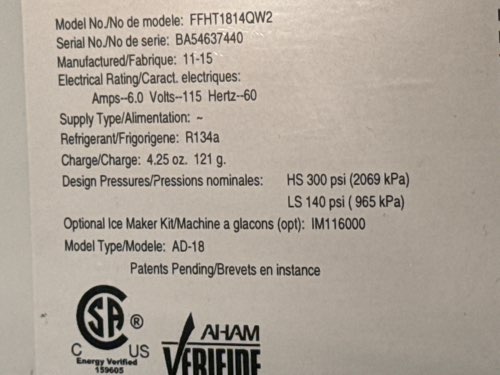 Model No./No de modele: FFHT1814QW2
Serial No./No de serie: BA54637440
Manufactured/Fabrique: 11-15
Electrical Rating/Caract. electriques:
Amps--6.0 Volts--115 Hertz--60
Supply Type/Alimentation: ~
Refrigerant/Frigorigene: R134a
Charge/Charge: 4.25 oz. 121 g.
Design Pressures/Pressions nominales: HS 300 psi (2069 kPa)
LS 140 psi ( 965 kPa)
Optional Ice Maker Kit/Machine a glacons (opt): IM116000
Model Type/Modele: AD-18
Patents Pending/Brevets en instance
CSA ®
C US
Energy Verified
159605
AHAM
VERIFIDE